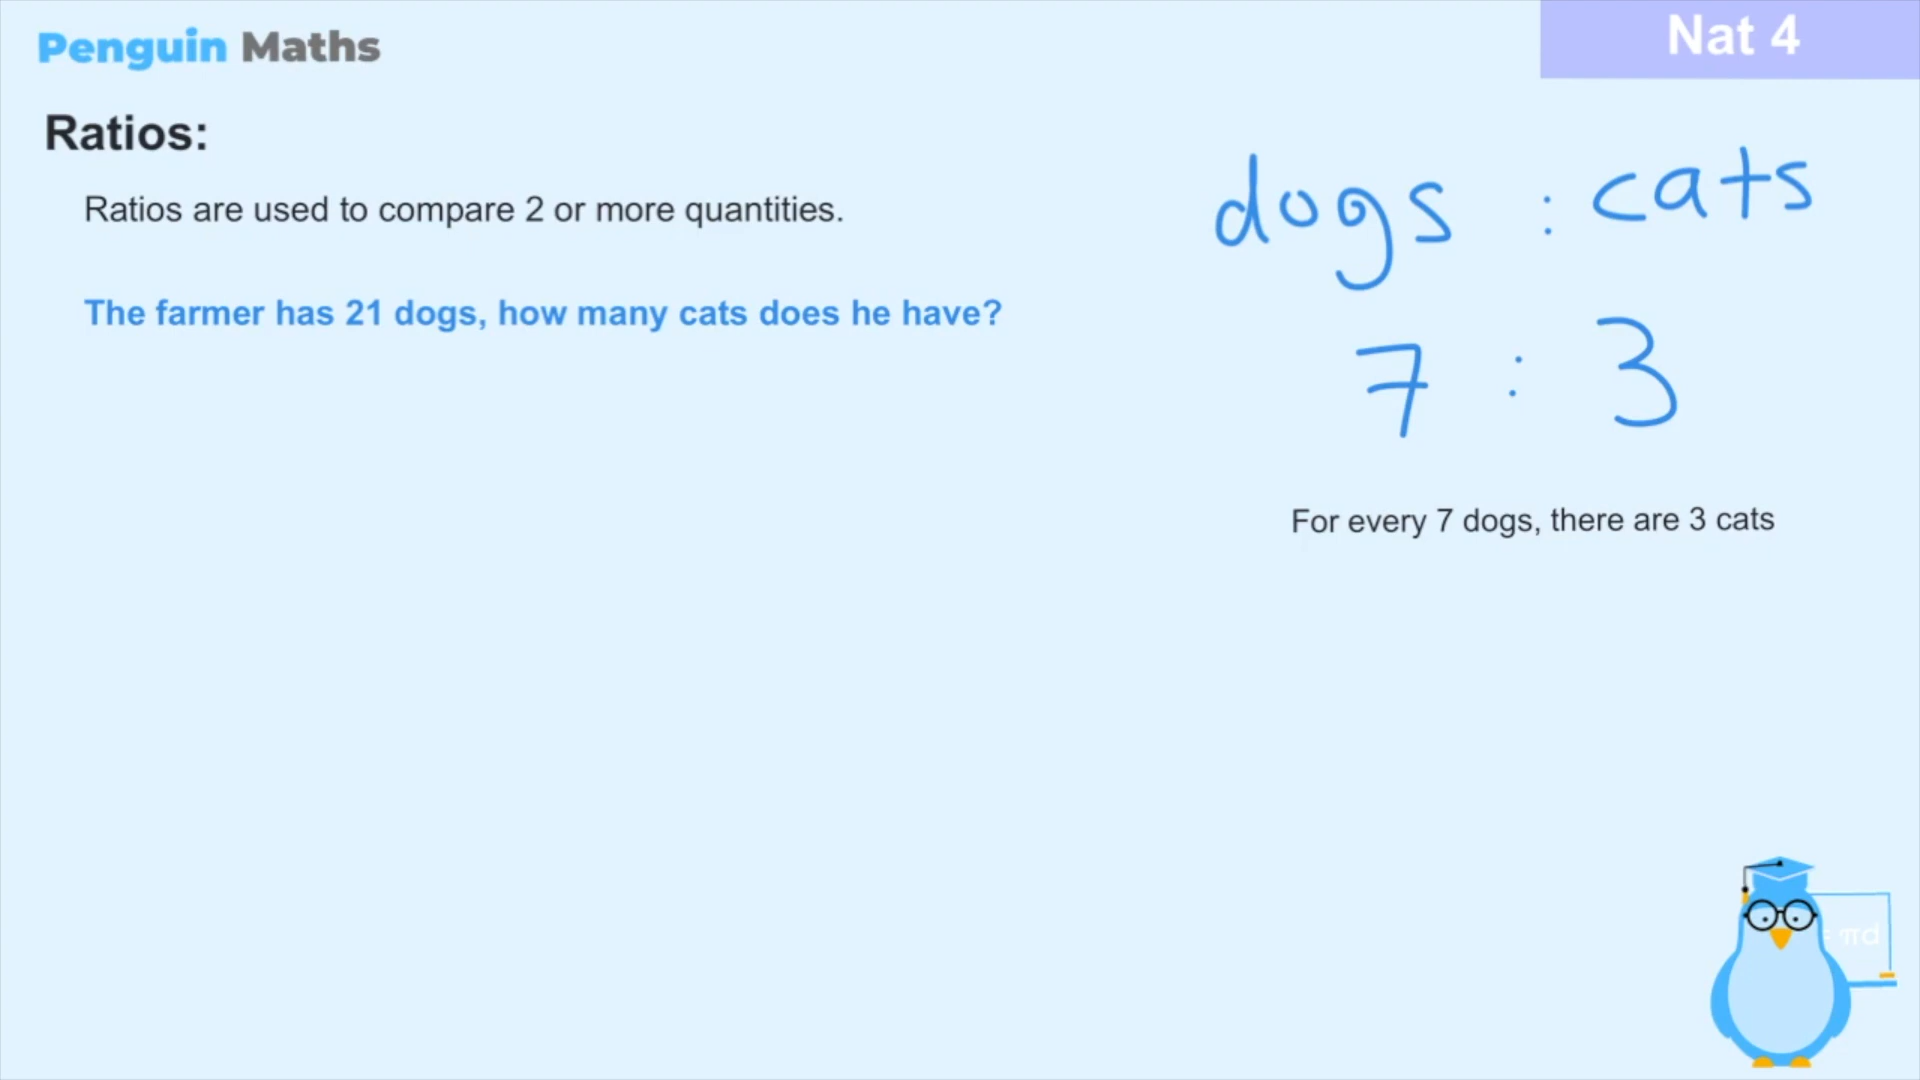 Penguin Maths
Nat 4
Ratios:
Ratios are used to compare 2 or more quantities.
The farmer has 21 dogs, how many cats does he have?
dogs : cats
7 : 3
For every 7 dogs, there are 3 cats
= πd